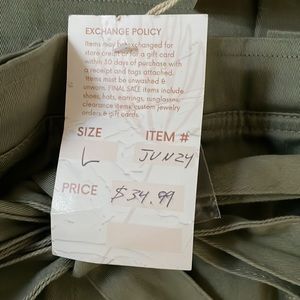 EXCHANGE POLICY
Items may be exchanged for
store credit or for a gift card
within 30 days of purchase with
a receipt and tags attached.
Items must be unwashed &
unworn. FINAL SALE items include
shoes, hats, earrings, sunglasses,
clearance items, custom jewelry
orders & gift cards.
SIZE ITEM #
L JUN24
PRICE $34.99